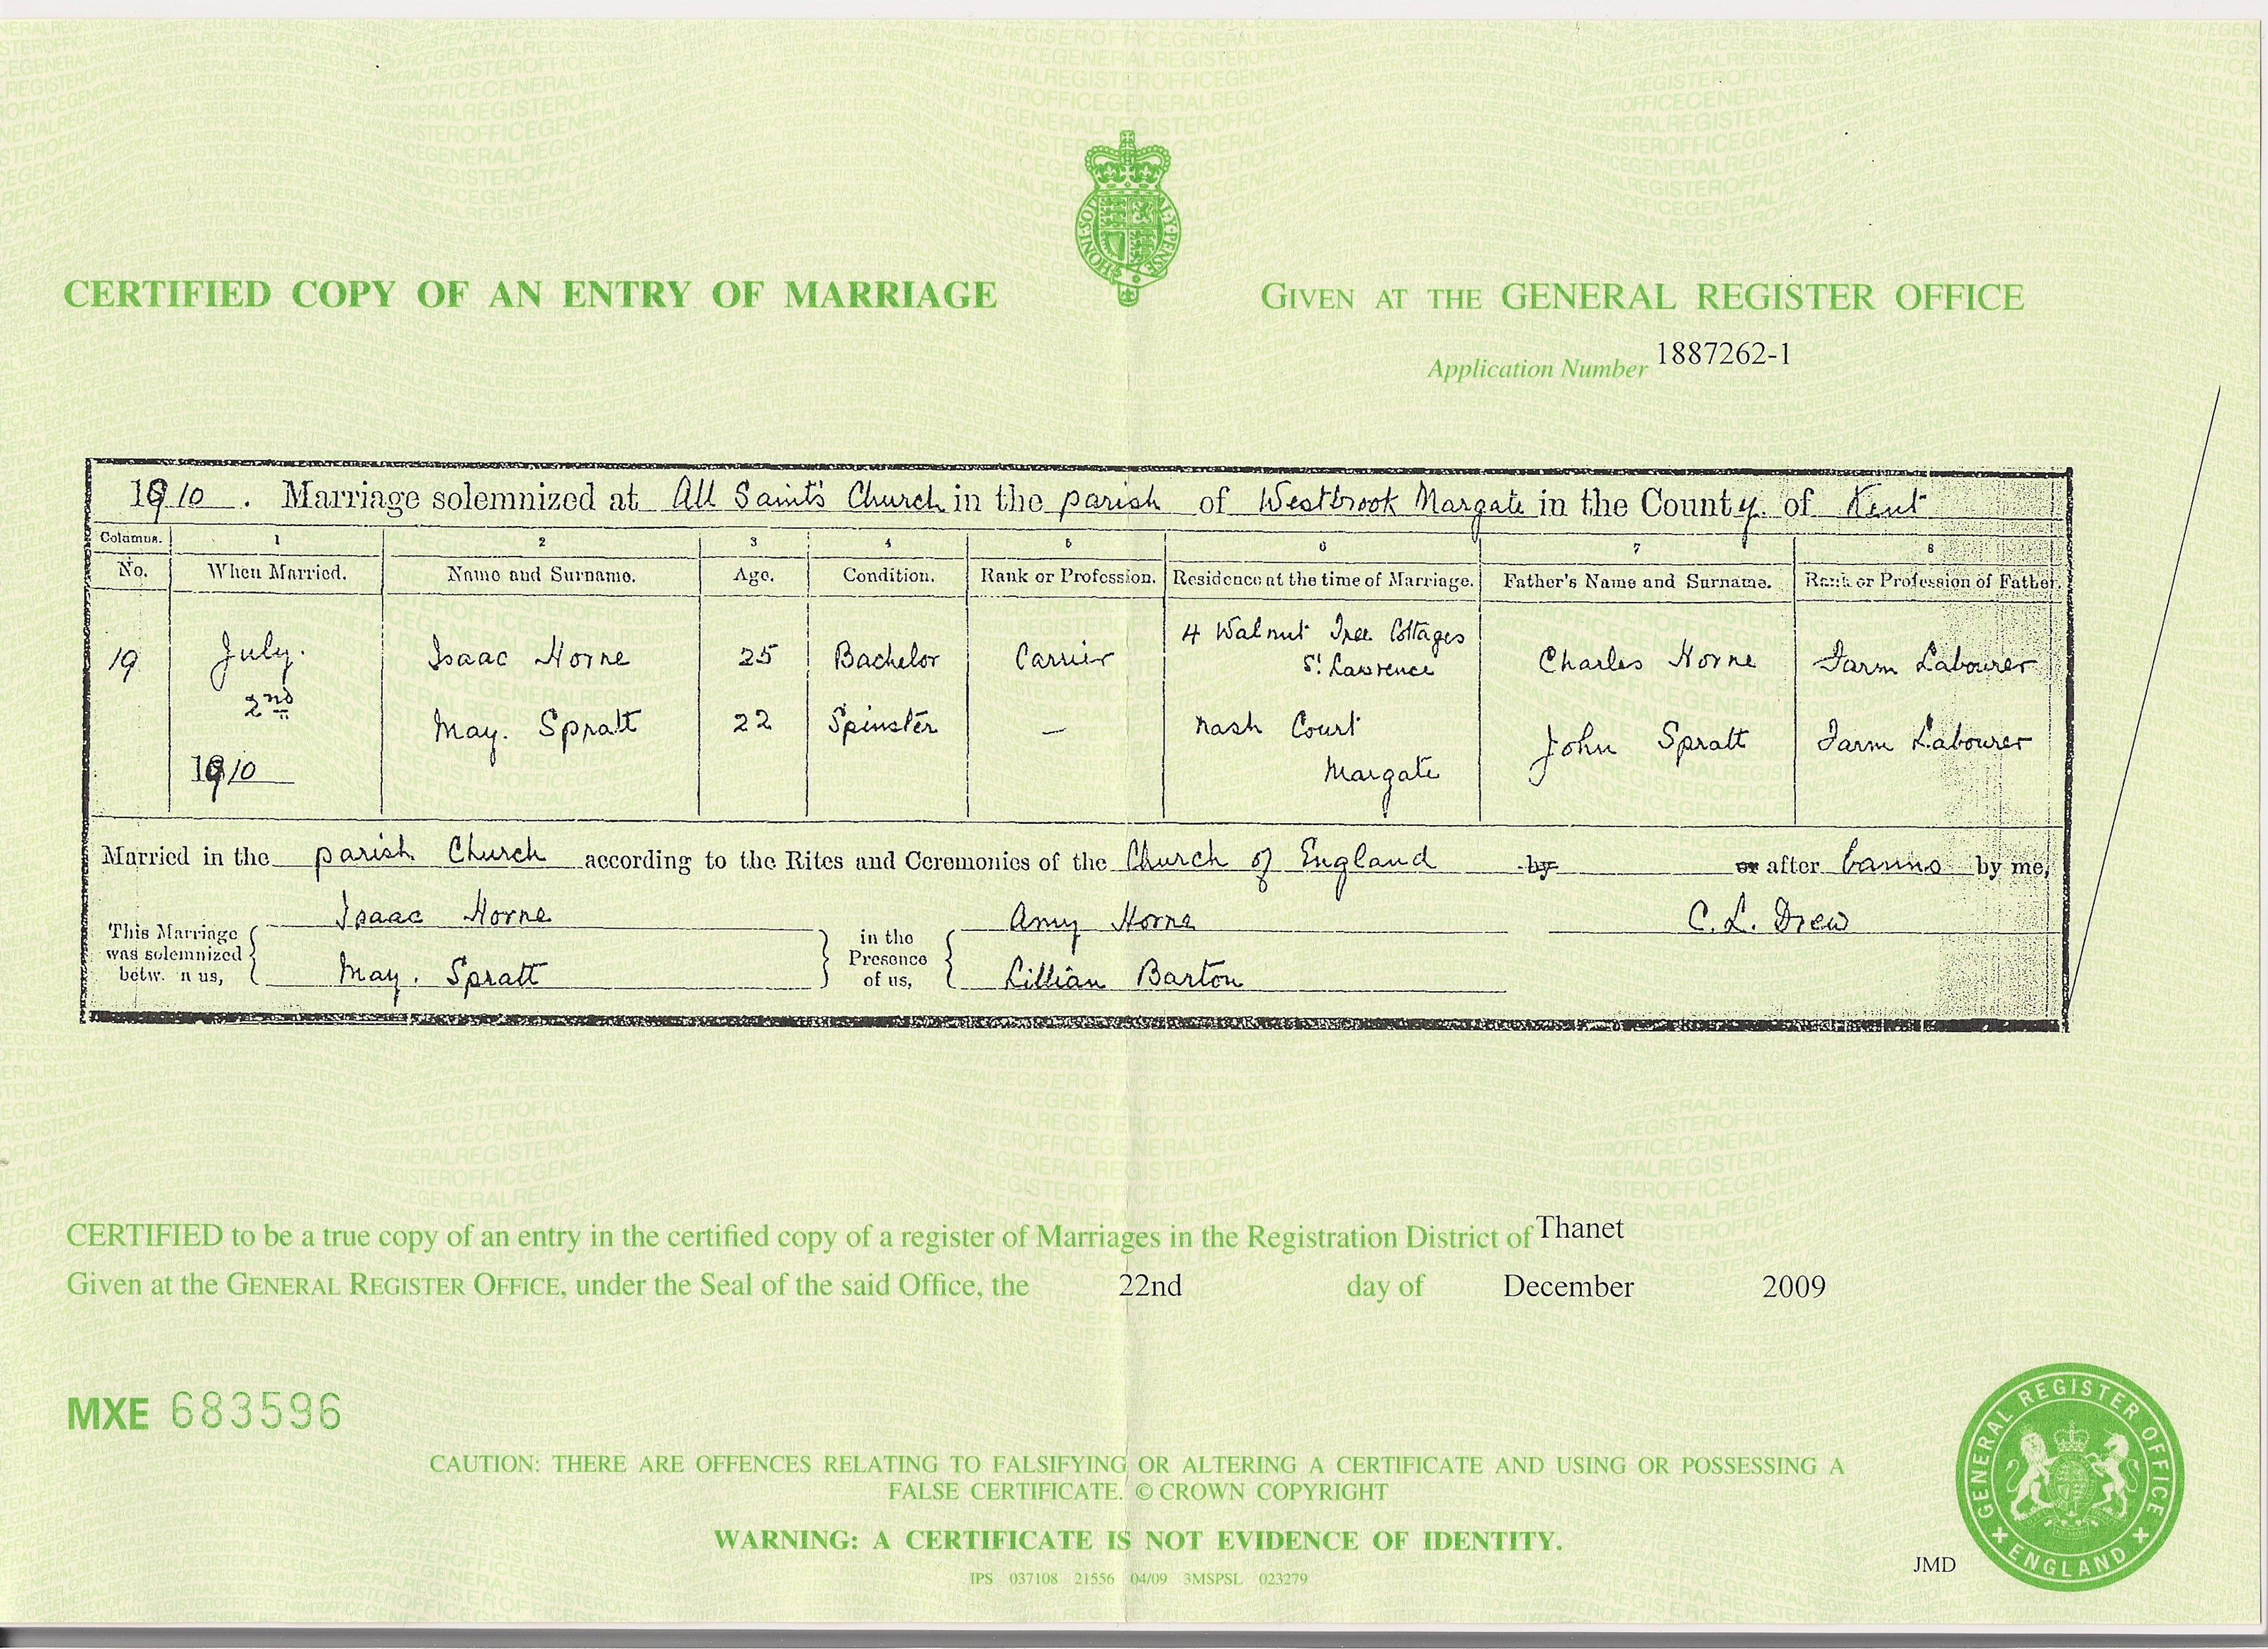 CERTIFIED COPY OF AN ENTRY OF MARRIAGE
GIVEN AT THE GENERAL REGISTER OFFICE
HONI·SOI AL·Y·PENSE
Application Number 1887262-1
1910. Marriage solemnized at All Saints Church in the parish of Westbrook Margate in the County of Kent
Columns. 1 2 3 4 5 6 7 8
No. When Married. Name and Surname. Age. Condition. Rank or Profession. Residence at the time of Marriage. Father's Name and Surname. Rank or Profession of Father.
19 July. Isaac Horne 25 Bachelor Carrier 4 Walnut Tree Cottages St Lawrence Charles Horne Farm Labourer
2nd
May. Spratt 22 Spinster — Nash Court Margate John Spratt Farm Labourer
1910
Married in the parish Church according to the Rites and Ceremonies of the Church of England by or after banns by me,
This Marriage was solemnized betw. 'n us, Isaac Horne May. Spratt in the Presence of us, Amy Horne Lillian Barton C. L. Drew
CERTIFIED to be a true copy of an entry in the certified copy of a register of Marriages in the Registration District of Thanet
Given at the GENERAL REGISTER OFFICE, under the Seal of the said Office, the 22nd day of December 2009
MXE 683596
CAUTION: THERE ARE OFFENCES RELATING TO FALSIFYING OR ALTERING A CERTIFICATE AND USING OR POSSESSING A
FALSE CERTIFICATE. © CROWN COPYRIGHT
WARNING: A CERTIFICATE IS NOT EVIDENCE OF IDENTITY.
IPS 037108 21556 04/09 3MSPSL 023279
JMD
GENERAL REGISTER OFFICE
ENGLAND